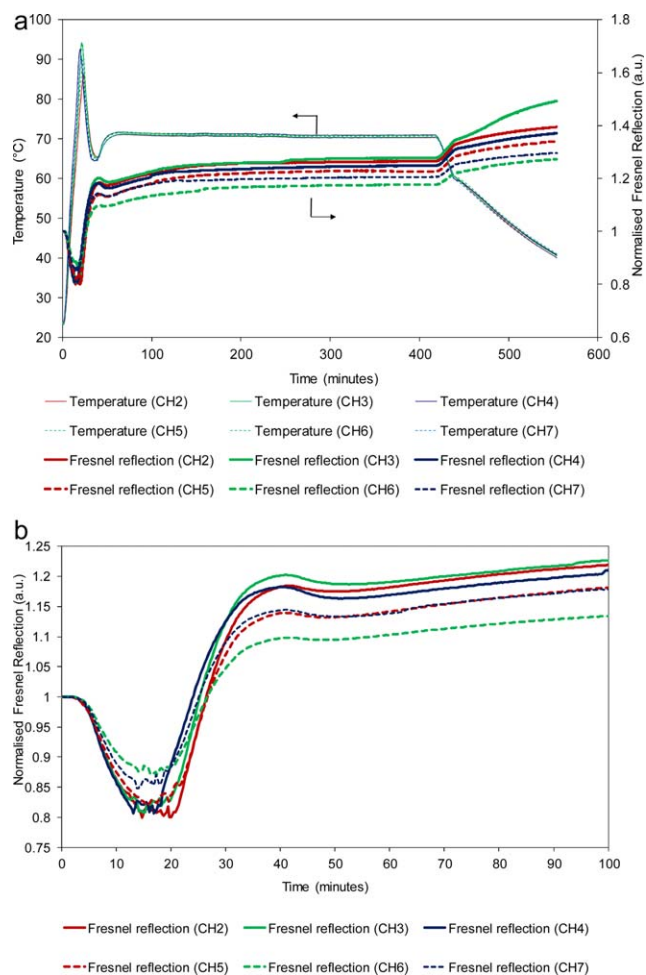 a
100
90
80
70
60
50
40
30
20
Temperature (°C)
1.8
1.6
1.4
1.2
1
0.8
0.6
Normalised Fresnel Reflection (a.u.)
0 100 200 300 400 500 600
Time (minutes)
Temperature (CH2) Temperature (CH3) Temperature (CH4)
Temperature (CH5) Temperature (CH6) Temperature (CH7)
Fresnel reflection (CH2) Fresnel reflection (CH3) Fresnel reflection (CH4)
Fresnel reflection (CH5) Fresnel reflection (CH6) Fresnel reflection (CH7)
b
1.25
1.2
1.15
1.1
1.05
1
0.95
0.9
0.85
0.8
0.75
Normalised Fresnel Reflection (a.u.)
0 10 20 30 40 50 60 70 80 90 100
Time (minutes)
Fresnel reflection (CH2) Fresnel reflection (CH3) Fresnel reflection (CH4)
Fresnel reflection (CH5) Fresnel reflection (CH6) Fresnel reflection (CH7)